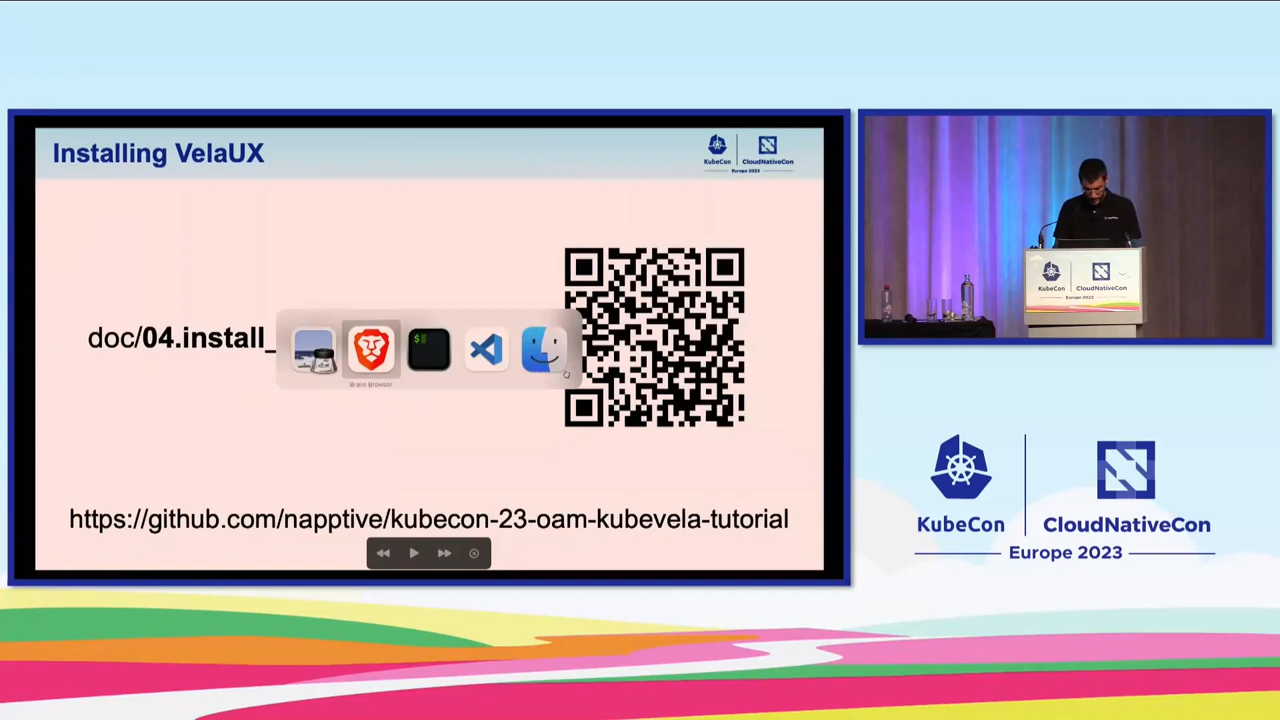 Installing VelaUX
KubeCon
CloudNativeCon
Europe 2023
doc/04.install_
$
Brave Browser
https://github.com/napptive/kubecon-23-oam-kubevela-tutorial
KubeCon
CloudNativeCon
Europe 2023
KubeCon
CloudNativeCon
Europe 2023